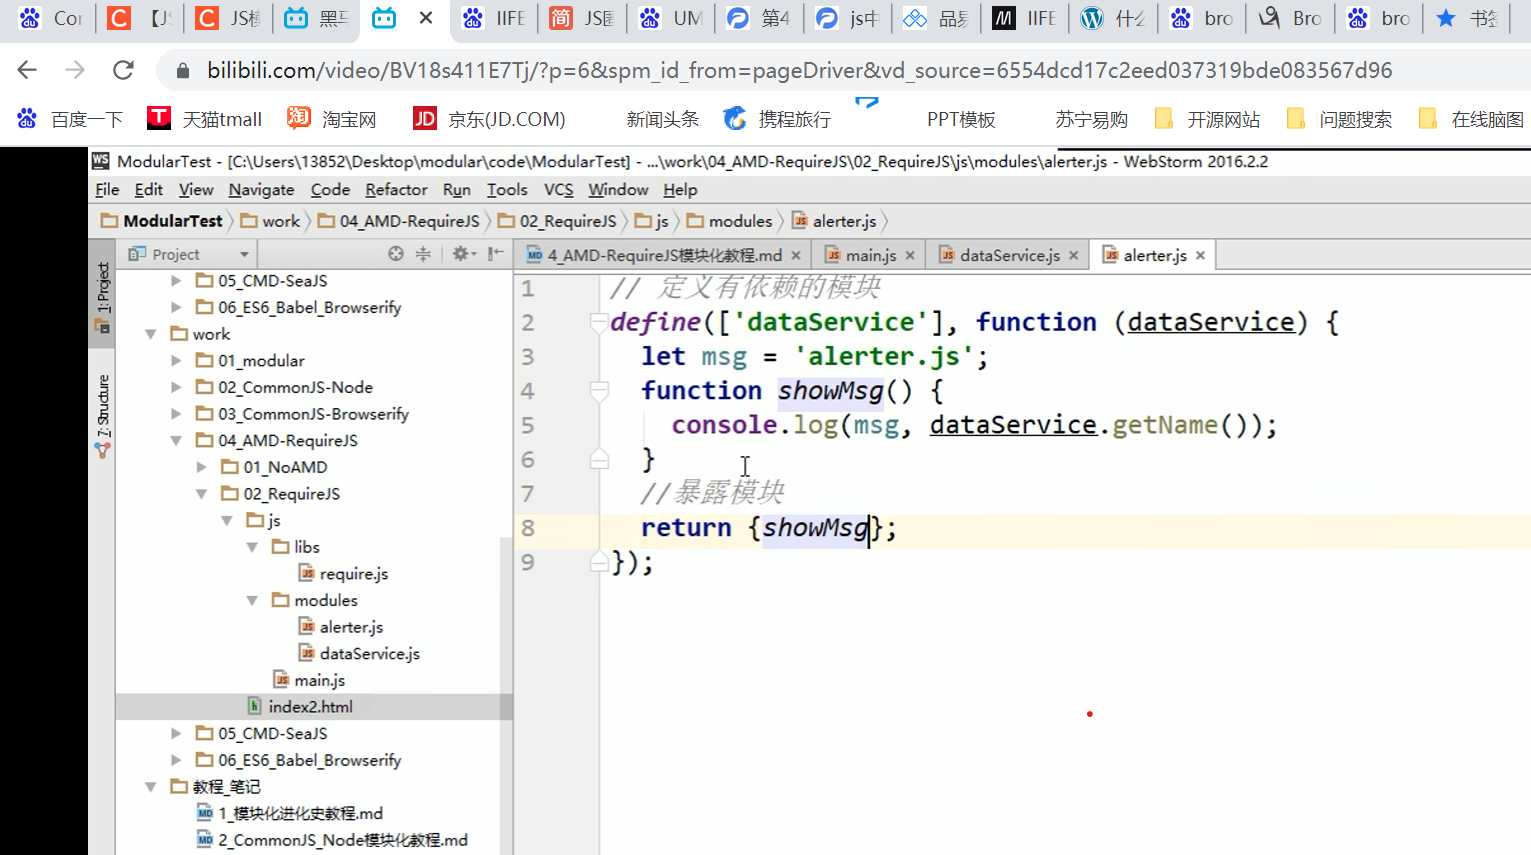 Cor 【JS JS模 黑马 IIFE JS匿 UM 第4 js中 品易 IIFE 什么 bro Bro bro 书签
bilibili.com/video/BV18s411E7Tj/?p=6&spm_id_from=pageDriver&vd_source=6554dcd17c2eed037319bde083567d96
百度一下 天猫tmall 淘宝网 京东(JD.COM) 新闻头条 携程旅行 PPT模板 苏宁易购 开源网站 问题搜索 在线脑图
ModularTest - [C:\Users\13852\Desktop\modular\code\ModularTest] - ...\work\04_AMD-RequireJS\02_RequireJS\js\modules\alerter.js - WebStorm 2016.2.2
File Edit View Navigate Code Refactor Run Tools VCS Window Help
ModularTest work 04_AMD-RequireJS 02_RequireJS js modules alerter.js
Project 4_AMD-RequireJS模块化教程.md main.js dataService.js alerter.js
1: Project
7: Structure
05_CMD-SeaJS
06_ES6_Babel_Browserify
work
01_modular
02_CommonJS-Node
03_CommonJS-Browserify
04_AMD-RequireJS
01_NoAMD
02_RequireJS
js
libs
require.js
modules
alerter.js
dataService.js
main.js
index2.html
05_CMD-SeaJS
06_ES6_Babel_Browserify
教程_笔记
1_模块化进化史教程.md
2_CommonJS_Node模块化教程.md
1 // 定义有依赖的模块
2 define(['dataService'], function (dataService) {
3 let msg = 'alerter.js';
4 function showMsg() {
5 console.log(msg, dataService.getName());
6 }
7 //暴露模块
8 return {showMsg};
9 });